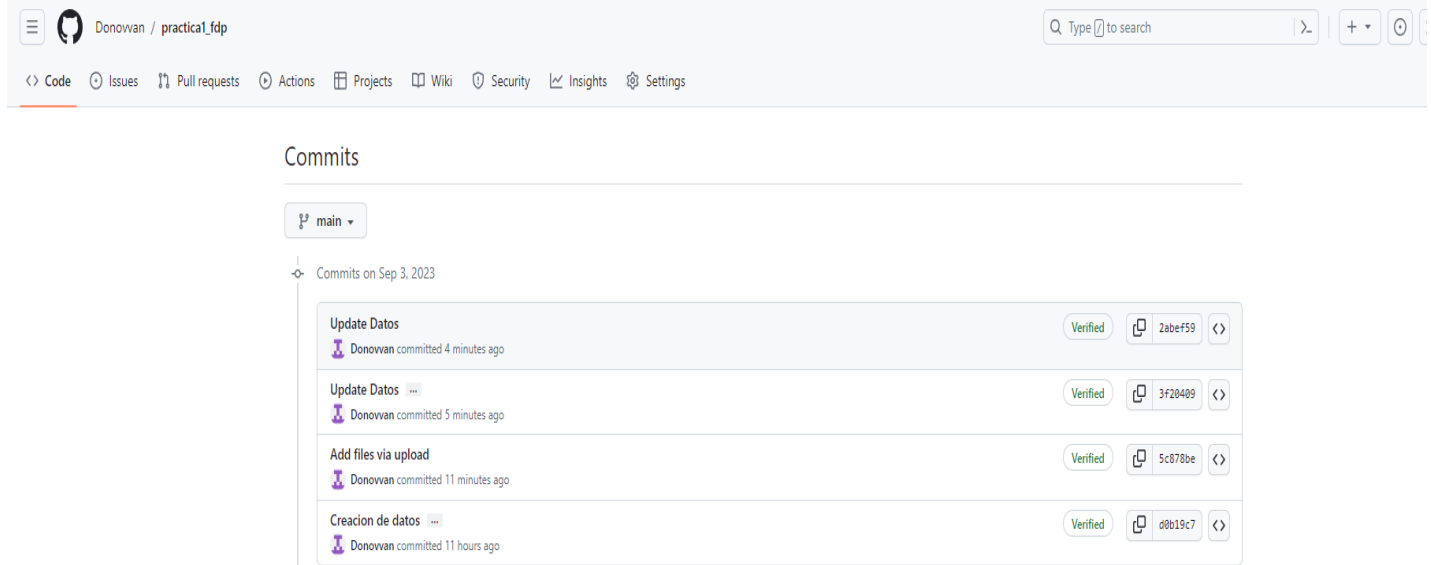 Donovvan / practica1_fdp
Type / to search
Code Issues Pull requests Actions Projects Wiki Security Insights Settings
Commits
main
Commits on Sep 3, 2023
Update Datos
Verified 2abef59
Donovvan committed 4 minutes ago
Update Datos ...
Verified 3f20409
Donovvan committed 5 minutes ago
Add files via upload
Verified 5c878be
Donovvan committed 11 minutes ago
Creacion de datos ...
Verified d0b19c7
Donovvan committed 11 hours ago